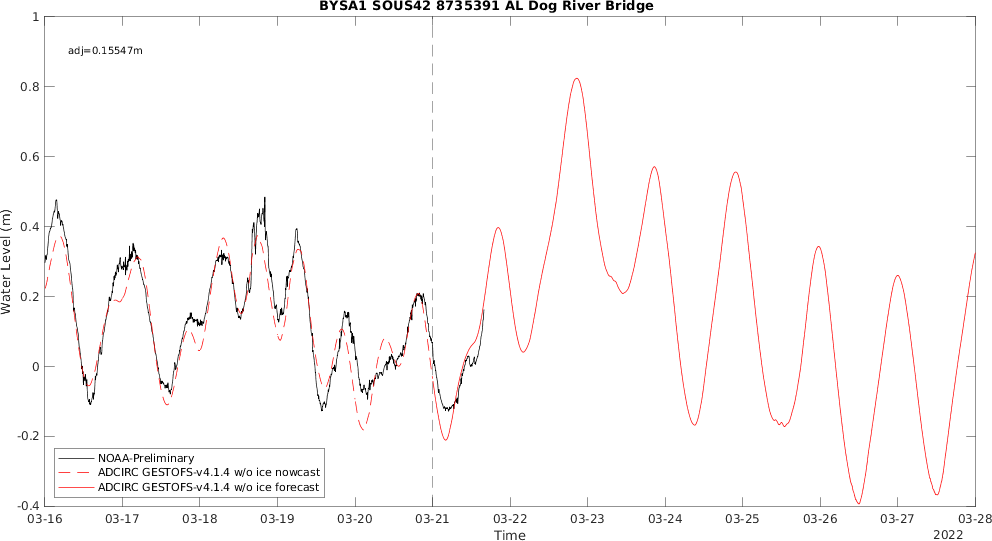 BYSA1 SOUS42 8735391 AL Dog River Bridge
adj=0.15547m
Water Level (m)
1
0.8
0.6
0.4
0.2
0
-0.2
-0.4
NOAA-Preliminary
ADCIRC GESTOFS-v4.1.4 w/o ice nowcast
ADCIRC GESTOFS-v4.1.4 w/o ice forecast
03-16 03-17 03-18 03-19 03-20 03-21 03-22 03-23 03-24 03-25 03-26 03-27 03-28
Time
2022